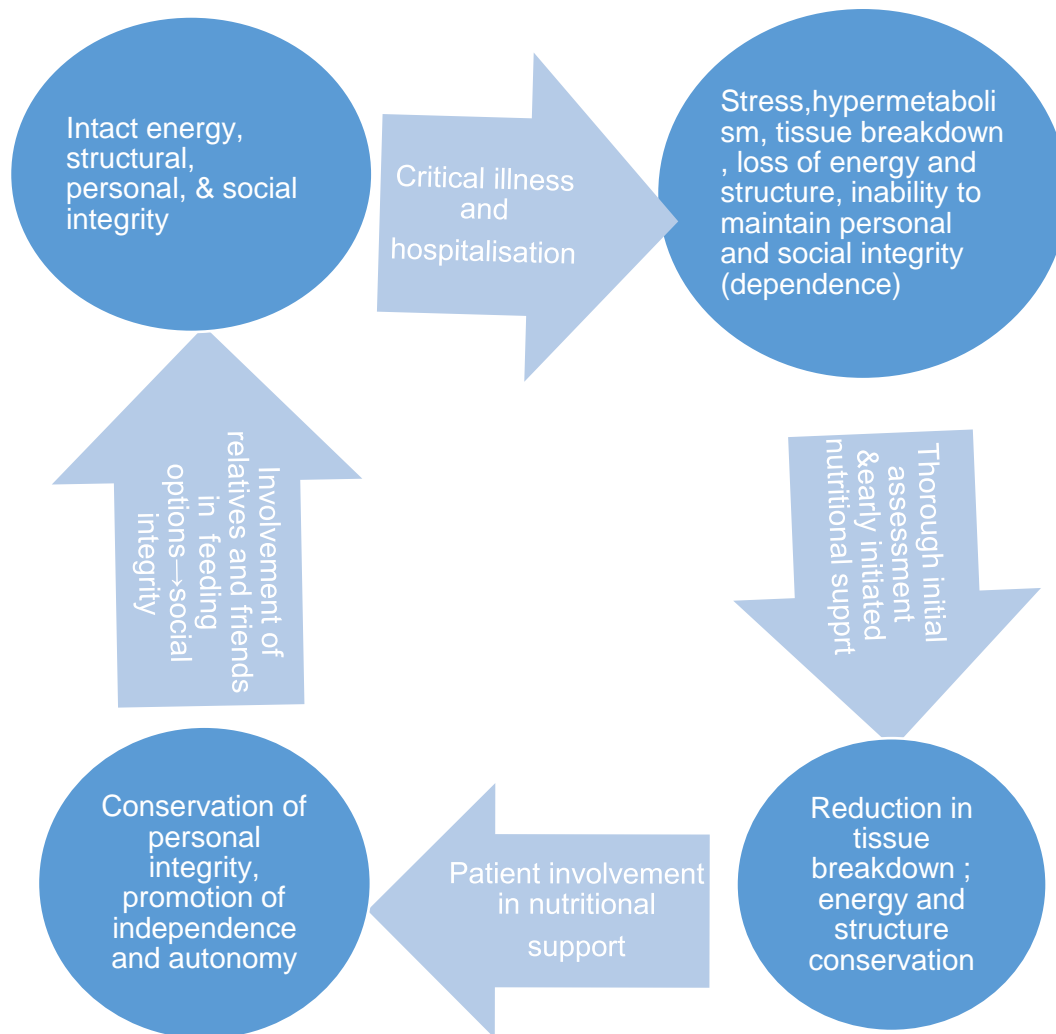 Intact energy,
structural,
personal, & social
integrity
Critical illness
and
hospitalisation
Stress,hypermetaboli
sm, tissue breakdown
, loss of energy and
structure, inability to
maintain personal
and social integrity
(dependence)
Thorough initial
assessment
&early initiated
nutritional supprt
Reduction in
tissue
breakdown ;
energy and
structure
conservation
Patient involvement
in nutritional
support
Conservation of
personal
integrity,
promotion of
independence
and autonomy
Involvement of
relatives and friends
in feeding
options→social
integrity